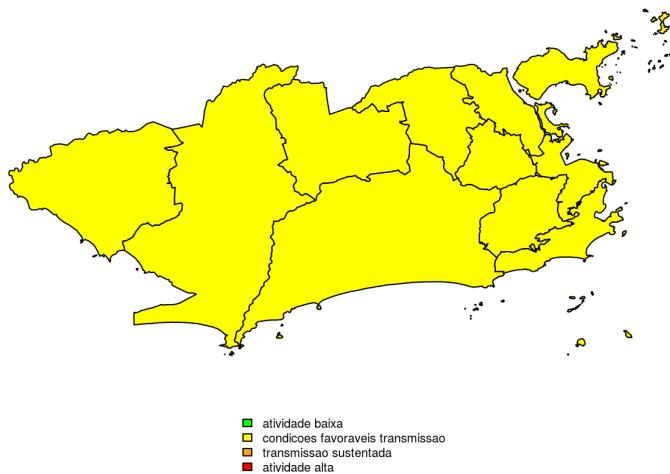 atividade baixa
condicoes favoraveis transmissao
transmissao sustentada
atividade alta